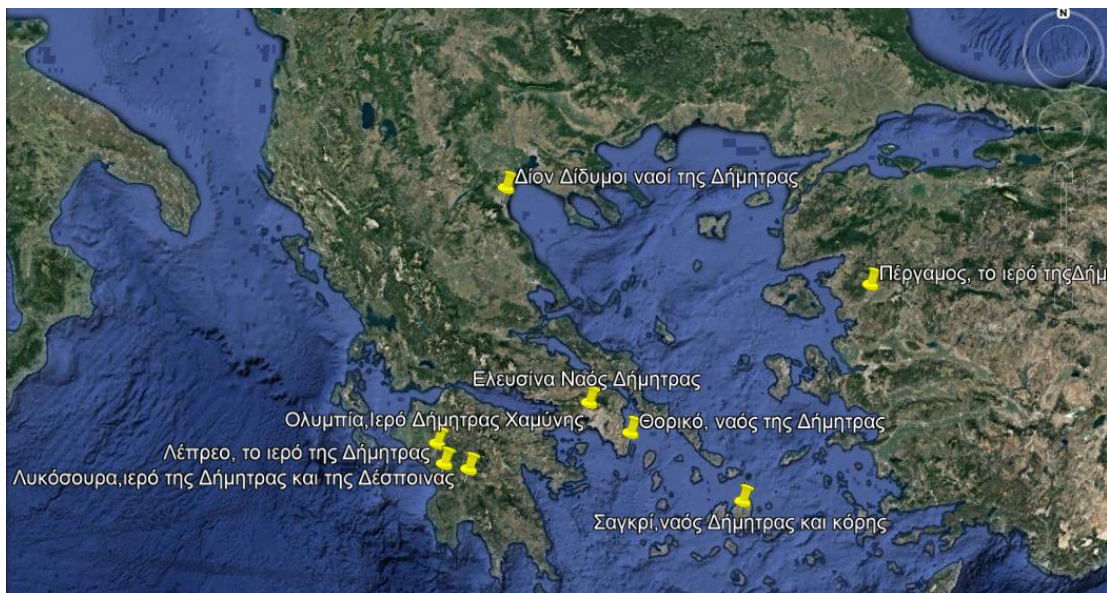 N
Δίον Δίδυμοι ναοί της Δήμητρας
Πέργαμος, το ιερό τηςΔήμ
Ελευσίνα Ναός Δήμητρας
Ολυμπία,Ιερό Δήμητρας Χαμύνης
Θορικό, ναός της Δήμητρας
Λέπρεο, το ιερό της Δήμητρας
Λυκόσουρα,ιερό της Δήμητρας και της Δέσποινας
Σαγκρί,ναός Δήμητρας και κόρης